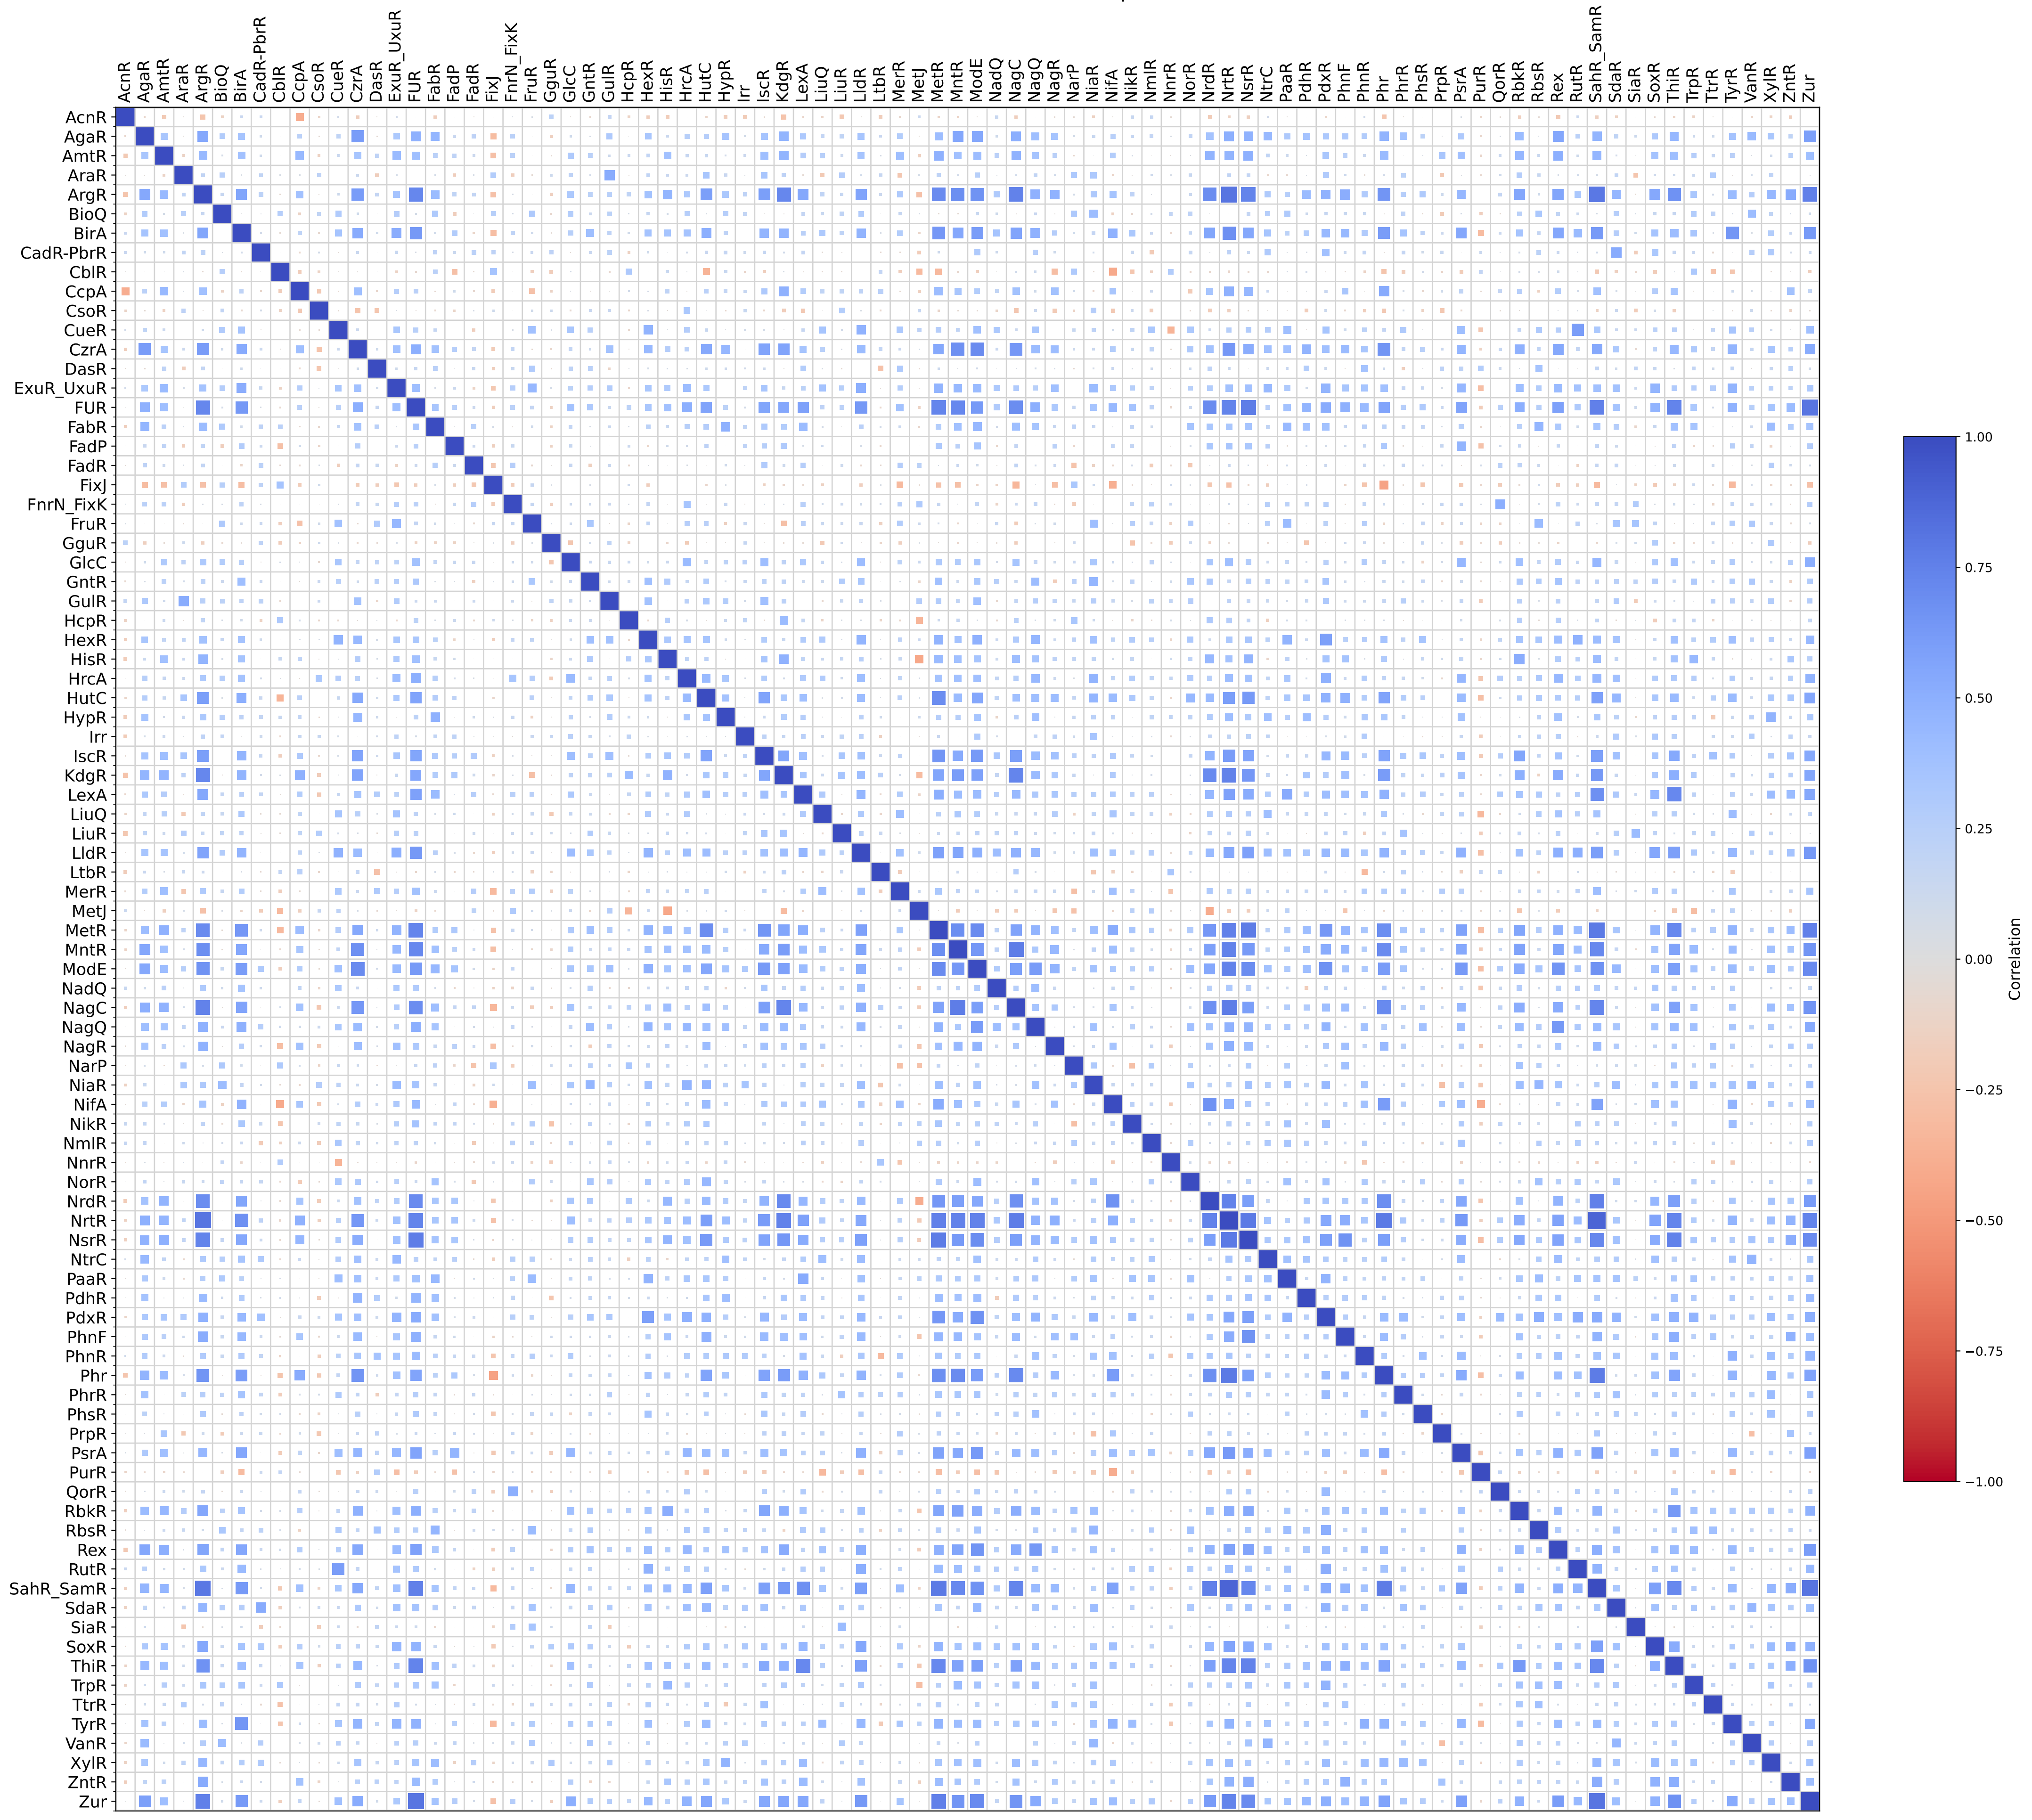 AcnR AgaR AmtR AraR ArgR BioQ BirA CadR-PbrR CblR CcpA CsoR CueR CzrA DasR ExuR_UxuR FUR FabR FadP FadR FixJ FnrN_FixK FruR GguR GlcC GntR GulR HcpR HexR HisR HrcA HutC HypR Irr IscR KdgR LexA LiuQ LiuR LldR LtbR MerR MetJ MetR MntR ModE NadQ NagC NagQ NagR NarP NiaR NifA NikR NmlR NnrR NorR NrdR NrtR NsrR NtrC PaaR PdhR PdxR PhnF PhnR Phr PhrR PhsR PrpR PsrA PurR QorR RbkR RbsR Rex RutR SahR_SamR SdaR SiaR SoxR ThiR TrpR TtrR TyrR VanR XylR ZntR Zur
AcnR
AgaR
AmtR
AraR
ArgR
BioQ
BirA
CadR-PbrR
CblR
CcpA
CsoR
CueR
CzrA
DasR
ExuR_UxuR
FUR
FabR
FadP
FadR
FixJ
FnrN_FixK
FruR
GguR
GlcC
GntR
GulR
HcpR
HexR
HisR
HrcA
HutC
HypR
Irr
IscR
KdgR
LexA
LiuQ
LiuR
LldR
LtbR
MerR
MetJ
MetR
MntR
ModE
NadQ
NagC
NagQ
NagR
NarP
NiaR
NifA
NikR
NmlR
NnrR
NorR
NrdR
NrtR
NsrR
NtrC
PaaR
PdhR
PdxR
PhnF
PhnR
Phr
PhrR
PhsR
PrpR
PsrA
PurR
QorR
RbkR
RbsR
Rex
RutR
SahR_SamR
SdaR
SiaR
SoxR
ThiR
TrpR
TtrR
TyrR
VanR
XylR
ZntR
Zur
1.00
0.75
0.50
0.25
0.00
−0.25
−0.50
−0.75
−1.00
Correlation